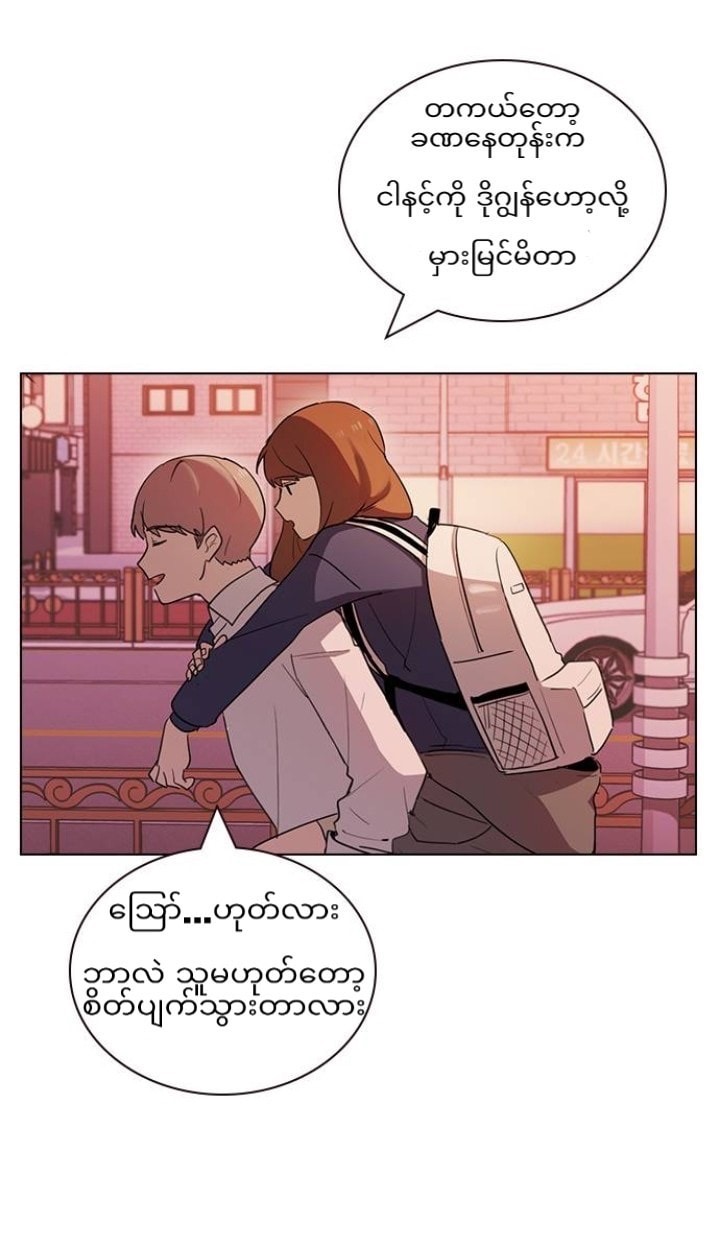 တကယ်တော့
ခဏနေတုန်းက
ငါနင့်ကို ဒိုဂျွန်ဟော့လို့
မှားမြင်မိတာ
24 시간
သြော်...ဟုတ်လား
ဘာလဲ သူမဟုတ်တော့
စိတ်ပျက်သွားတာလား